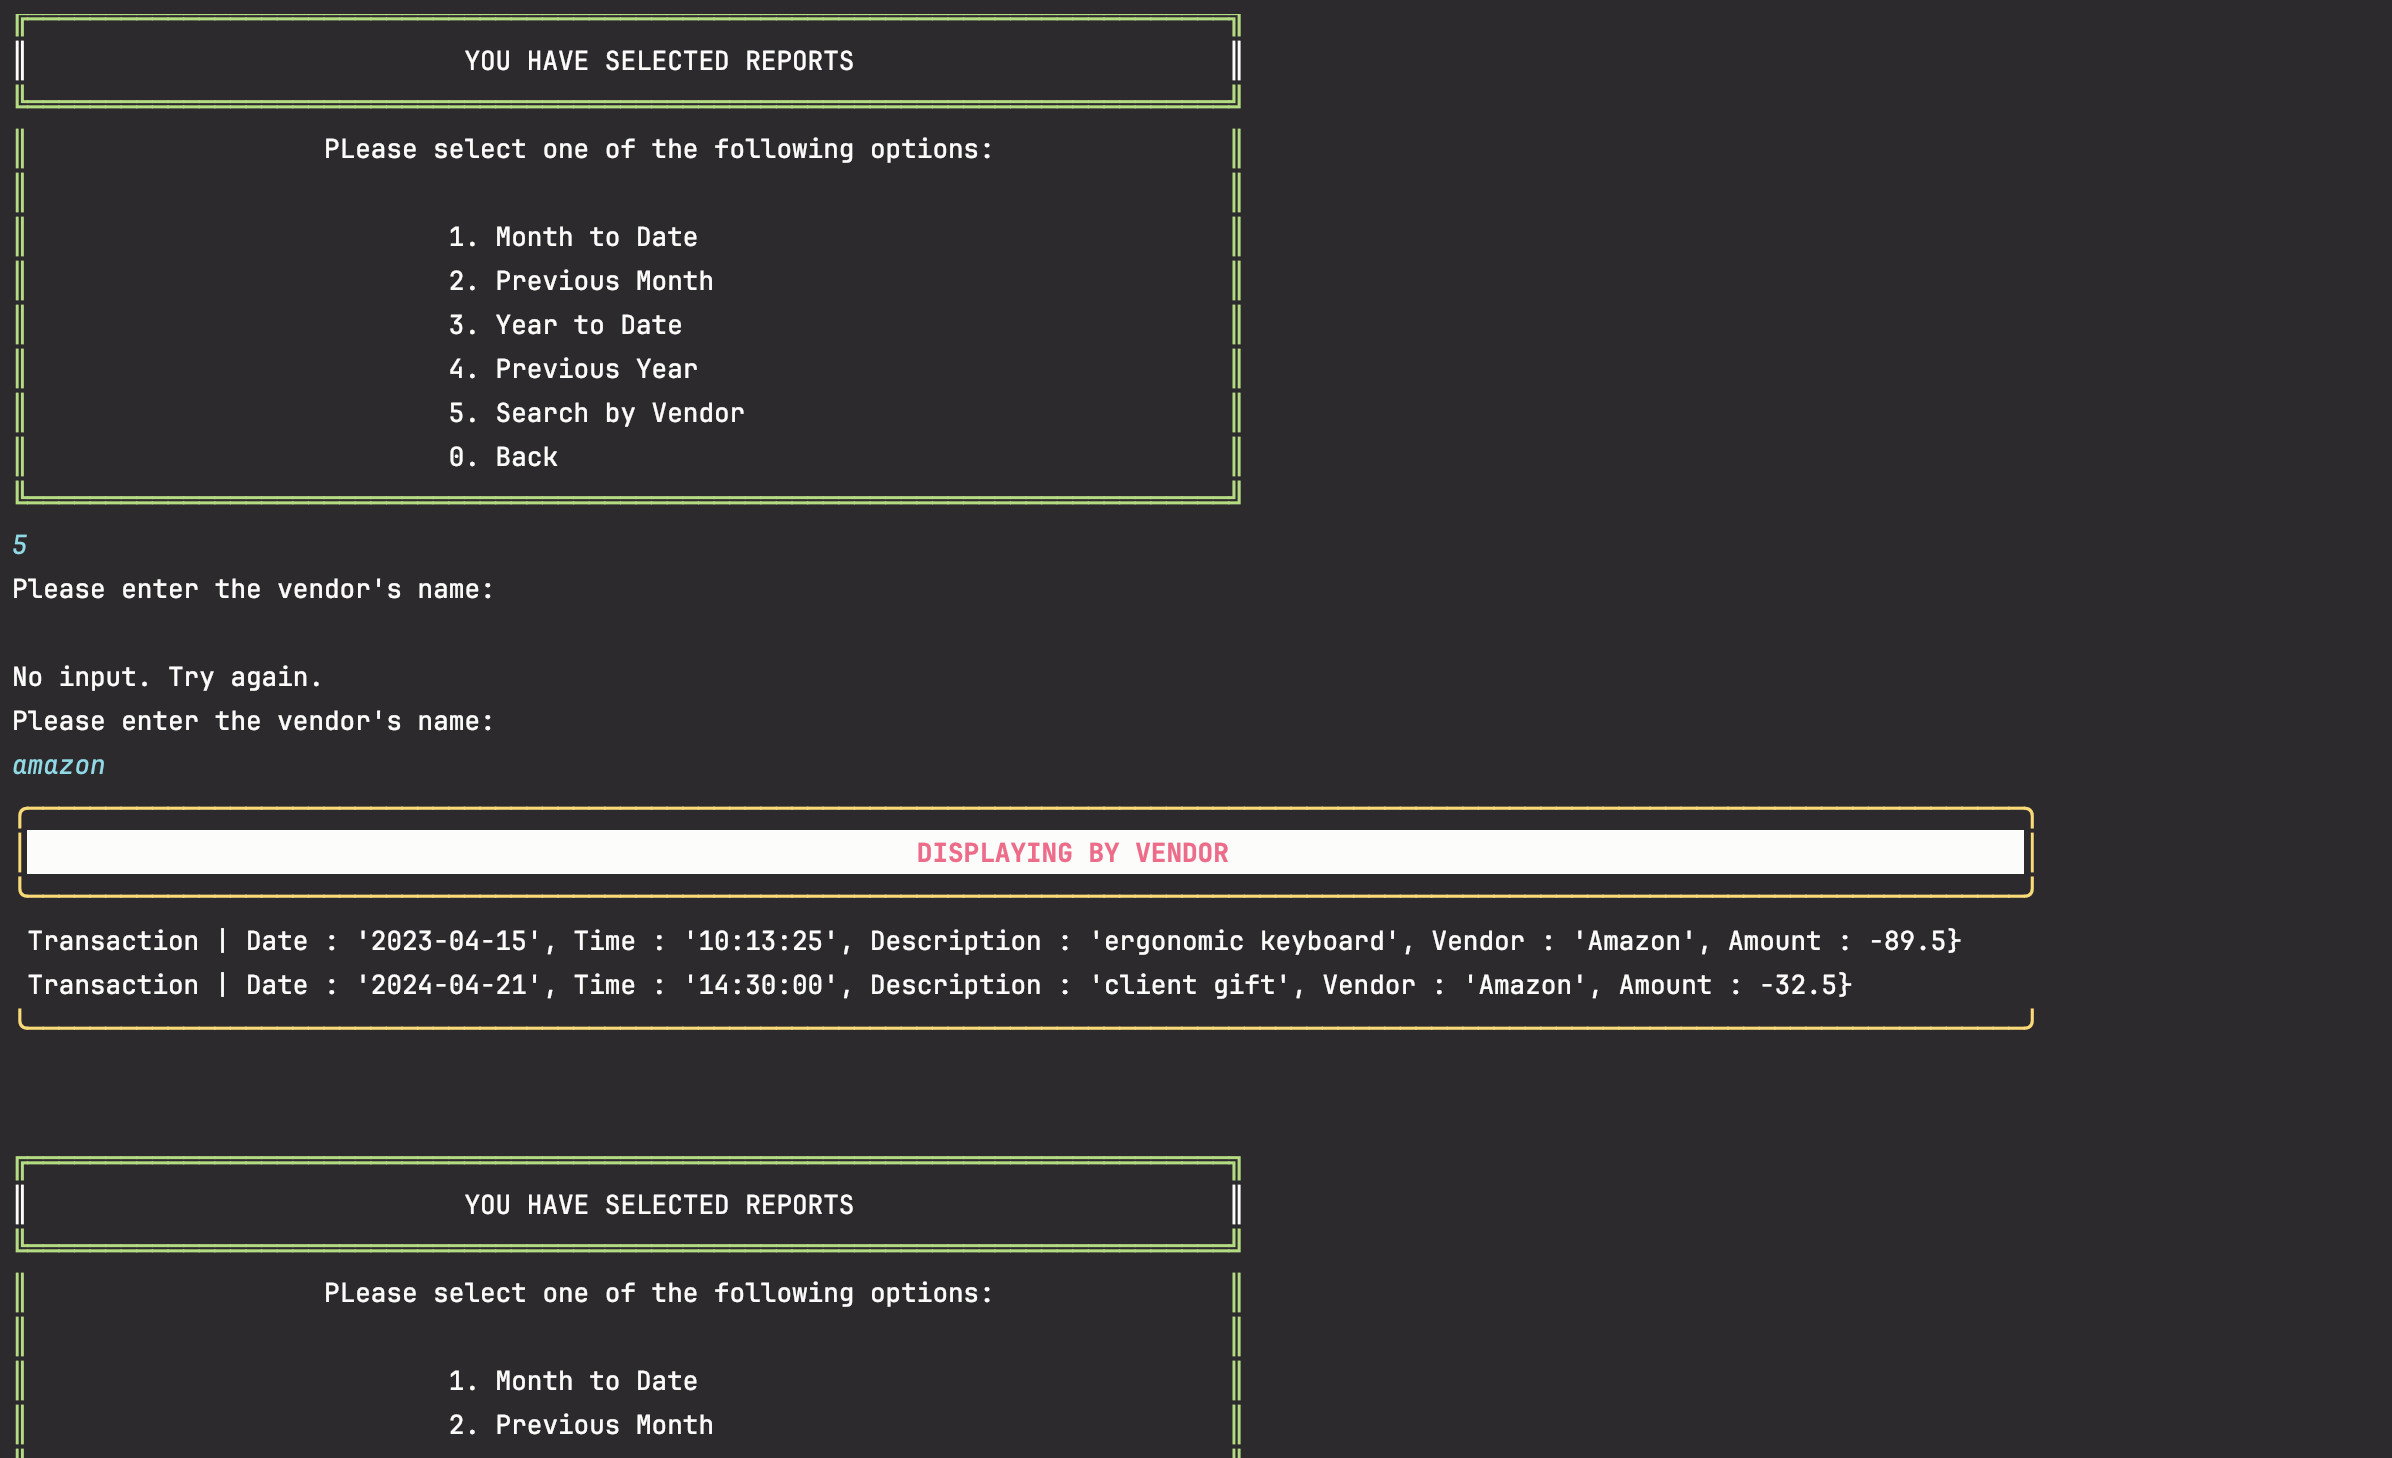 YOU HAVE SELECTED REPORTS
PLease select one of the following options:
1. Month to Date
2. Previous Month
3. Year to Date
4. Previous Year
5. Search by Vendor
0. Back
5
Please enter the vendor's name:
No input. Try again.
Please enter the vendor's name:
amazon
DISPLAYING BY VENDOR
Transaction | Date : '2023-04-15', Time : '10:13:25', Description : 'ergonomic keyboard', Vendor : 'Amazon', Amount : -89.5}
Transaction | Date : '2024-04-21', Time : '14:30:00', Description : 'client gift', Vendor : 'Amazon', Amount : -32.5}
YOU HAVE SELECTED REPORTS
PLease select one of the following options:
1. Month to Date
2. Previous Month